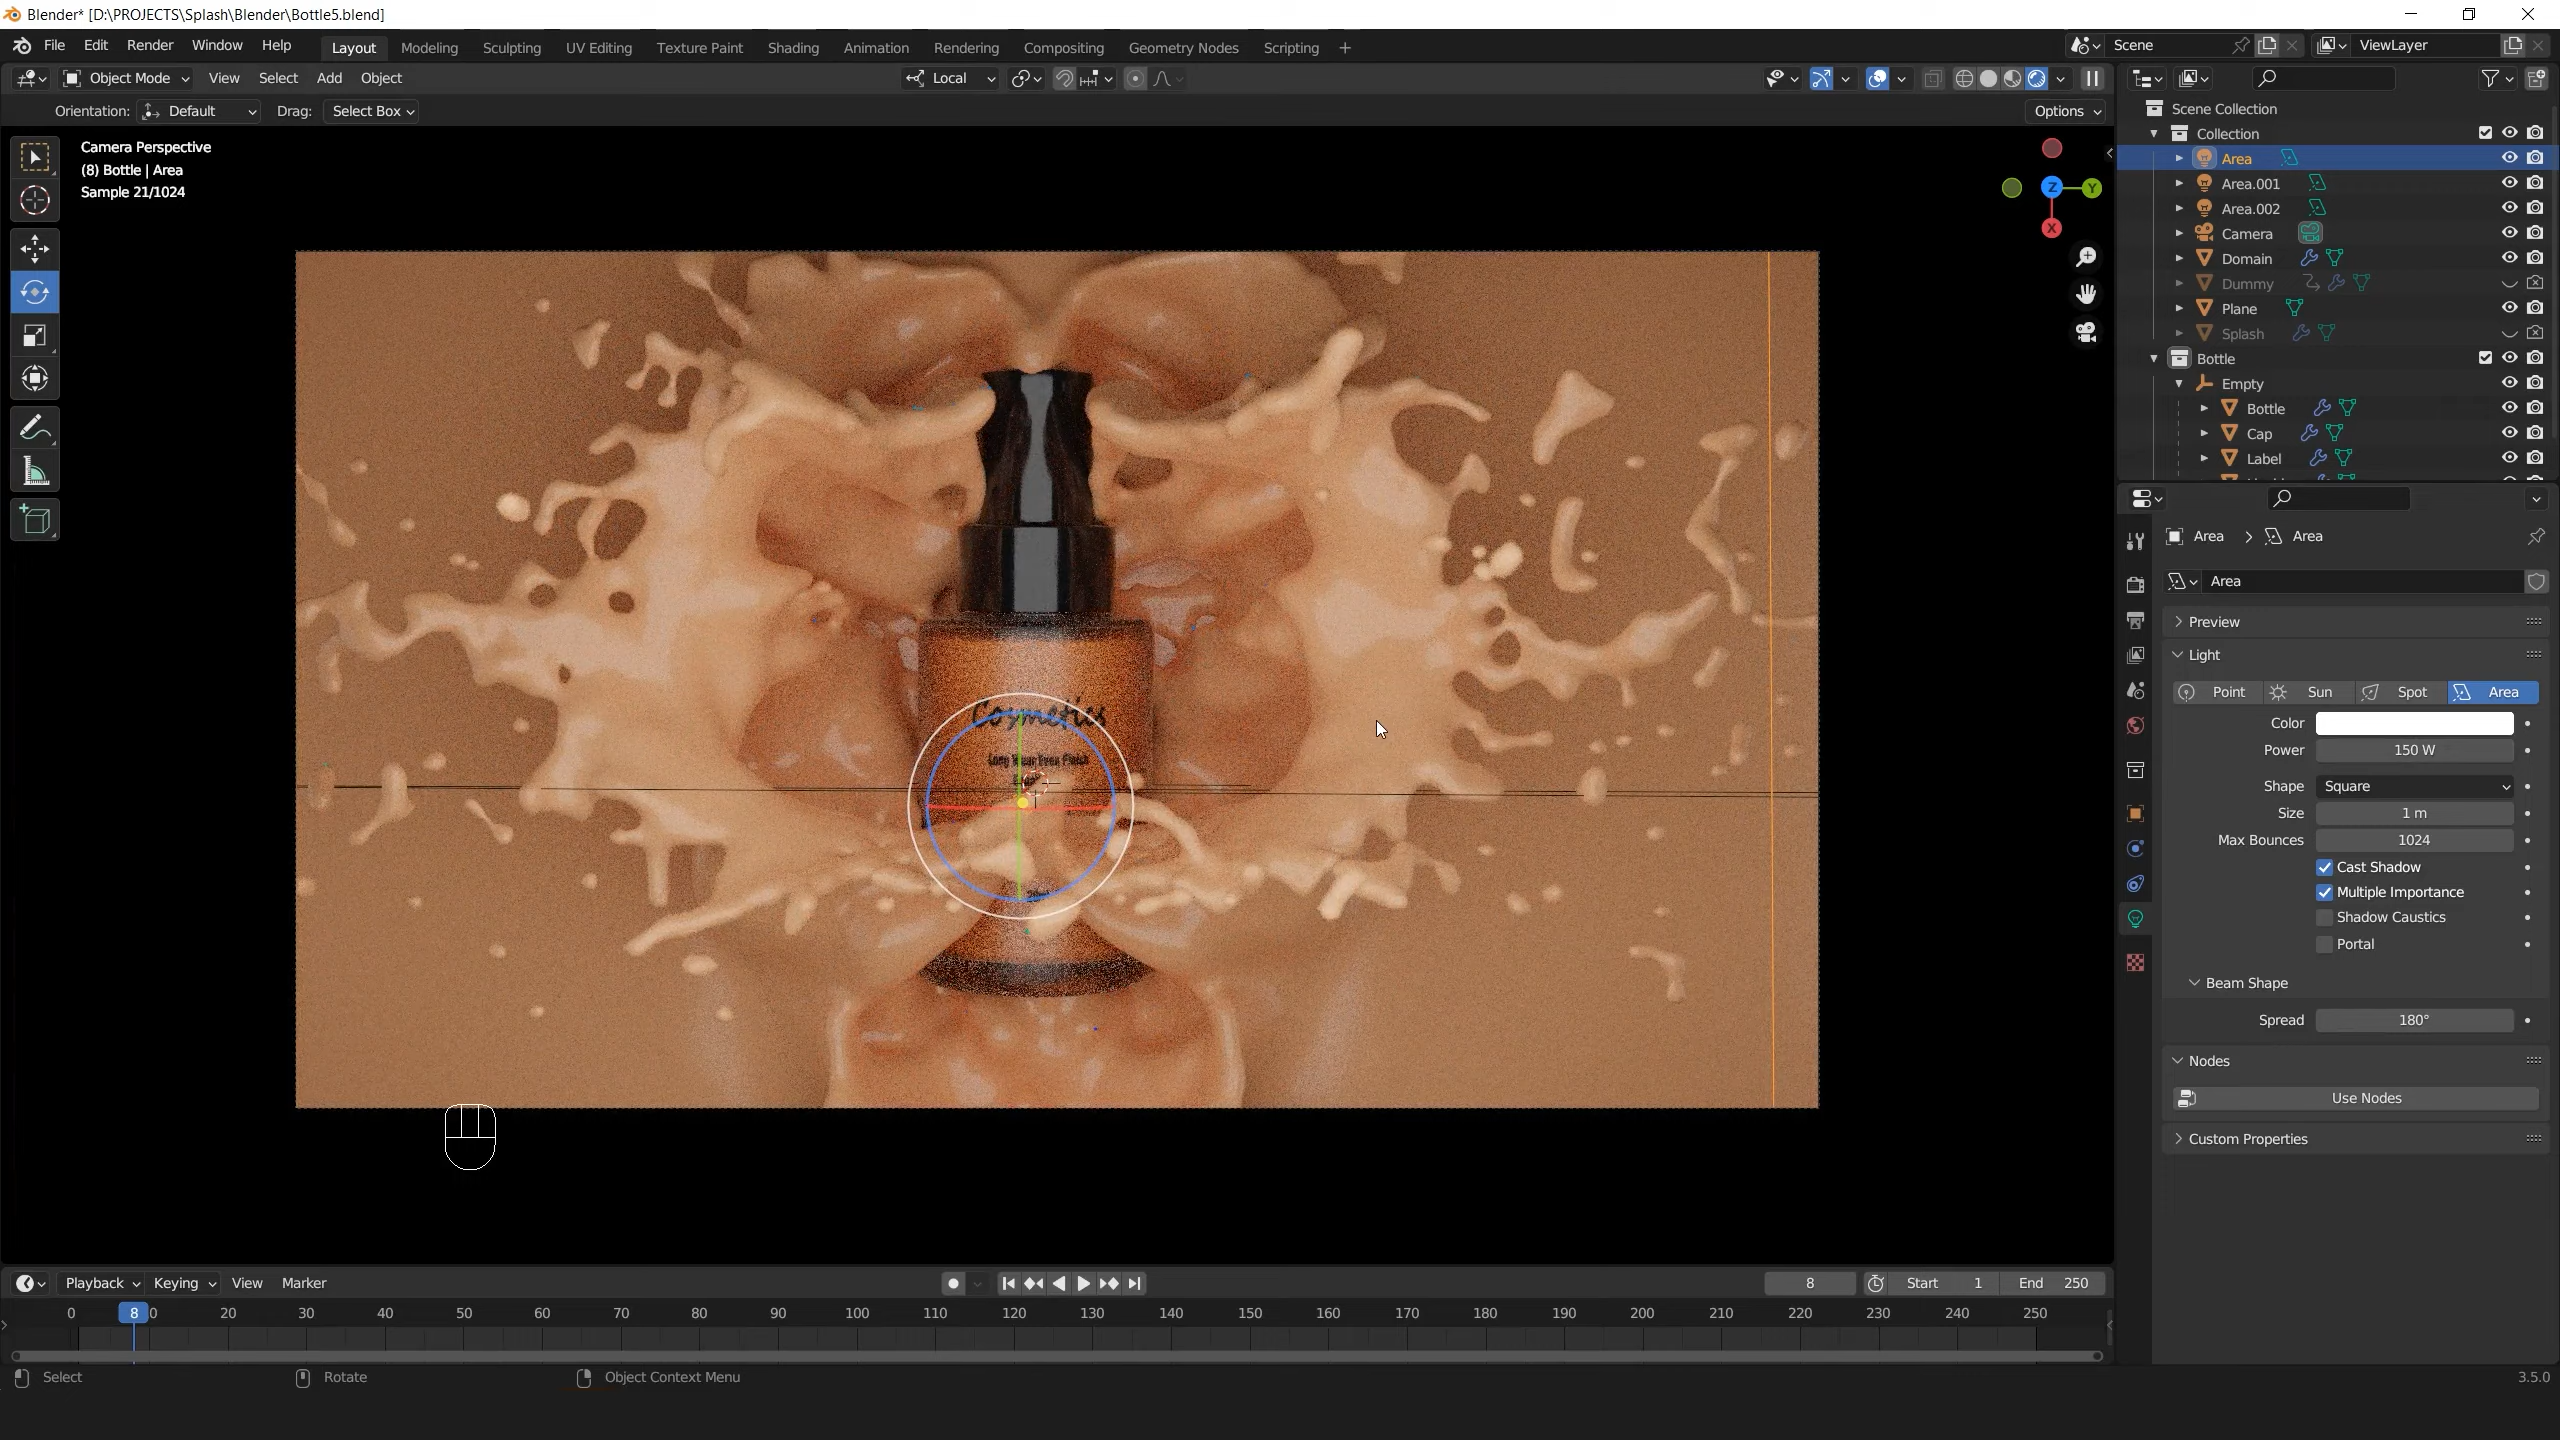 Blender* [D:\PROJECTS\Splash\Blender\Bottle5.blend]
File Edit Render Window Help Layout Modeling Sculpting UV Editing Texture Paint Shading Animation Rendering Compositing Geometry Nodes Scripting + Scene ViewLayer
Object Mode View Select Add Object Local
Orientation: Default Drag: Select Box Options
Camera Perspective
(8) Bottle | Area
Sample 21/1024
Z Y
X
Cosmetics
Scene Collection
Collection
Area
Area.001
Area.002
Camera
Domain
Dummy
Plane
Splash
Bottle
Empty
Bottle
Cap
Label
Area > Area
Area
Preview
Light
Point Sun Spot Area
Color
Power 150 W
Shape Square
Size 1 m
Max Bounces 1024
Cast Shadow
Multiple Importance
Shadow Caustics
Portal
Beam Shape
Spread 180°
Nodes
Use Nodes
Custom Properties
Playback Keying View Marker 8 Start 1 End 250
0 8 20 30 40 50 60 70 80 90 100 110 120 130 140 150 160 170 180 190 200 210 220 230 240 250
Select Rotate Object Context Menu 3.5.0